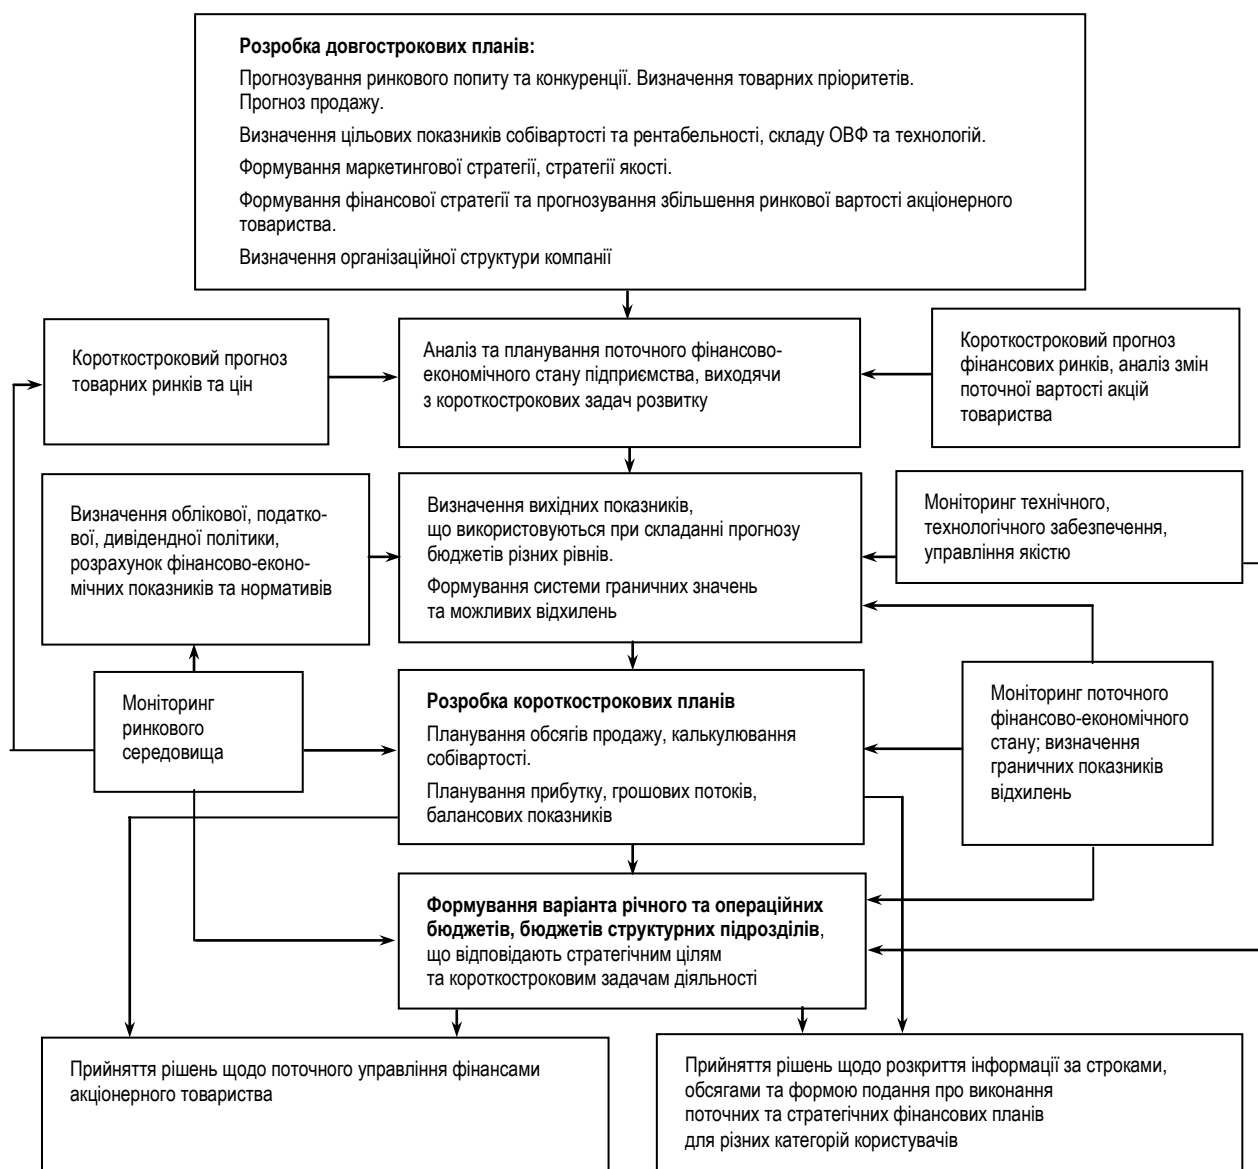 Розробка довгострокових планів:
Прогнозування ринкового попиту та конкуренції. Визначення товарних пріоритетів.
Прогноз продажу.
Визначення цільових показників собівартості та рентабельності, складу ОВФ та технологій.
Формування маркетингової стратегії, стратегії якості.
Формування фінансової стратегії та прогнозування збільшення ринкової вартості акціонерного
товариства.
Визначення організаційної структури компанії
Короткостроковий прогноз
товарних ринків та цін
Аналіз та планування поточного фінансово-
економічного стану підприємства, виходячи
з короткострокових задач розвитку
Короткостроковий прогноз
фінансових ринків, аналіз змін
поточної вартості акцій
товариства
Визначення облікової, податко-
вої, дивідендної політики,
розрахунок фінансово-еконо-
мічних показників та нормативів
Визначення вихідних показників,
що використовуються при складанні прогнозу
бюджетів різних рівнів.
Формування системи граничних значень
та можливих відхилень
Моніторинг технічного,
технологічного забезпечення,
управління якістю
Моніторинг
ринкового
середовища
Розробка короткострокових планів
Планування обсягів продажу, калькулювання
собівартості.
Планування прибутку, грошових потоків,
балансових показників
Моніторинг поточного
фінансово-економічного
стану; визначення
граничних показників
відхилень
Формування варіанта річного та операційних
бюджетів, бюджетів структурних підрозділів,
що відповідають стратегічним цілям
та короткостроковим задачам діяльності
Прийняття рішень щодо поточного управління фінансами
акціонерного товариства
Прийняття рішень щодо розкриття інформації за строками,
обсягами та формою подання про виконання
поточних та стратегічних фінансових планів
для різних категорій користувачів